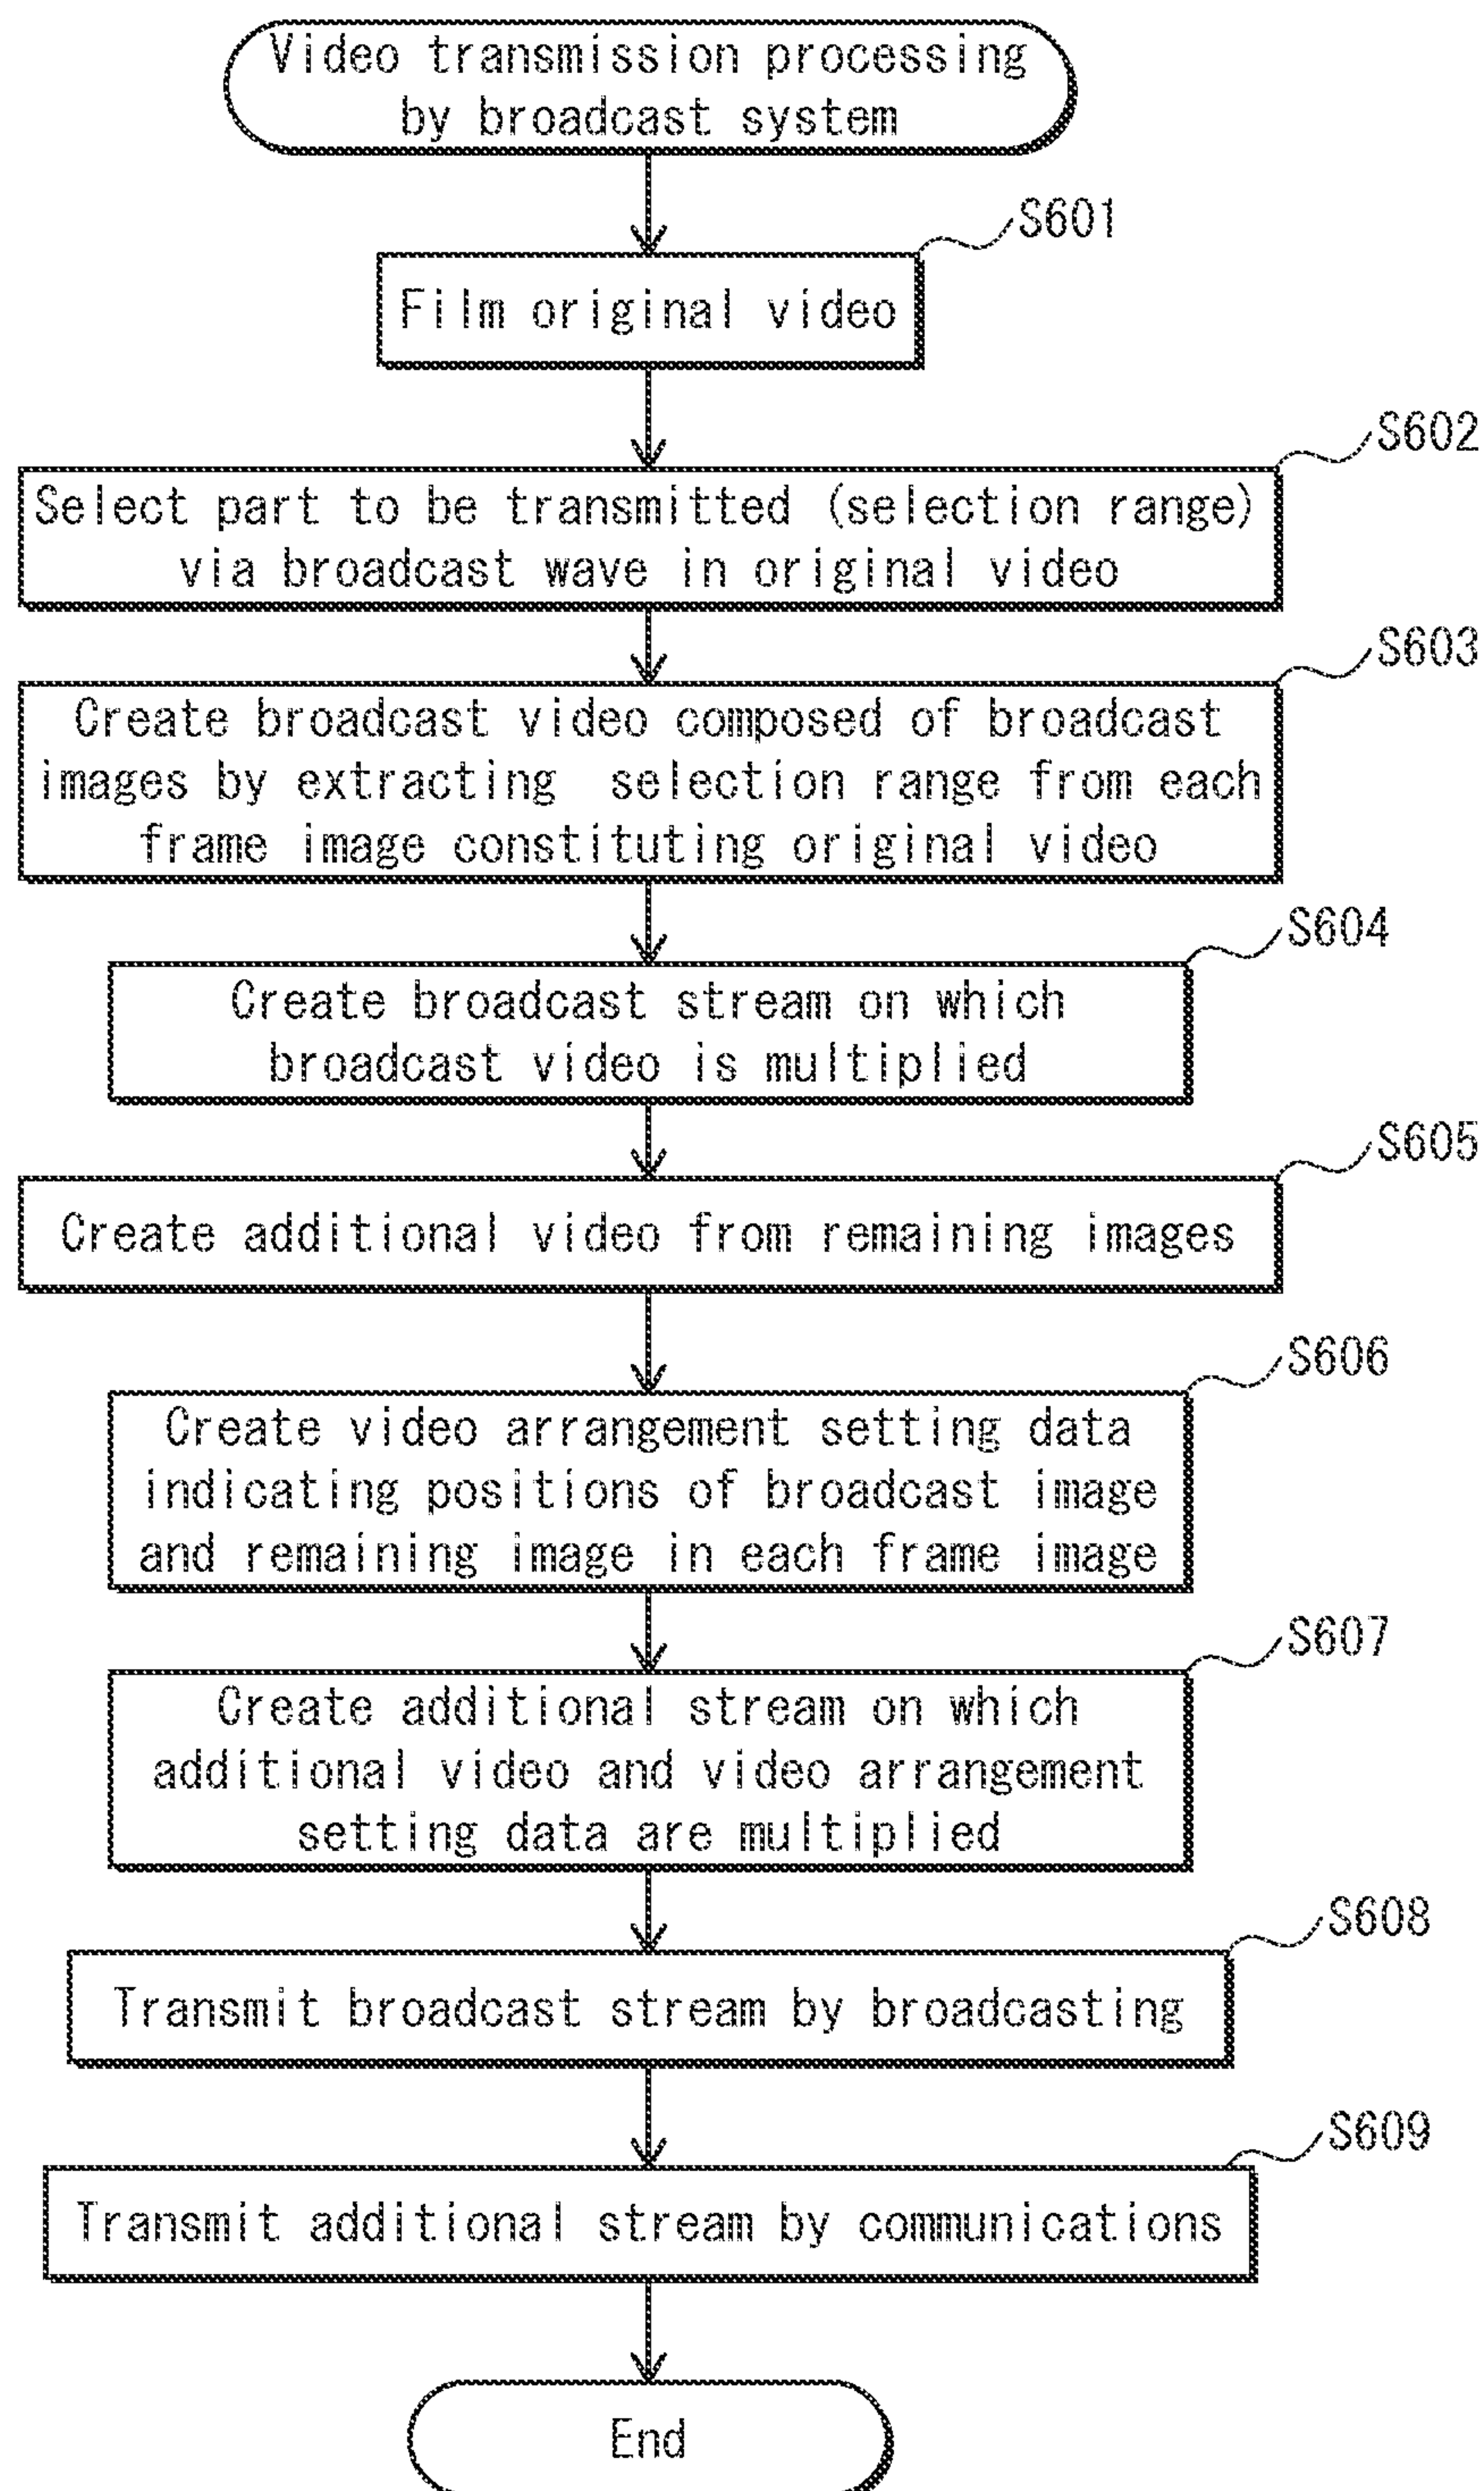 Video transmission processing
by broadcast system
S601
Film original video
S602
Select part to be transmitted (selection range)
via broadcast wave in original video
S603
Create broadcast video composed of broadcast
images by extracting selection range from each
frame image constituting original video
S604
Create broadcast stream on which
broadcast video is multiplied
S605
Create additional video from remaining images
S606
Create video arrangement setting data
indicating positions of broadcast image
and remaining image in each frame image
S607
Create additional stream on which
additional video and video arrangement
setting data are multiplied
S608
Transmit broadcast stream by broadcasting
S609
Transmit additional stream by communications
End